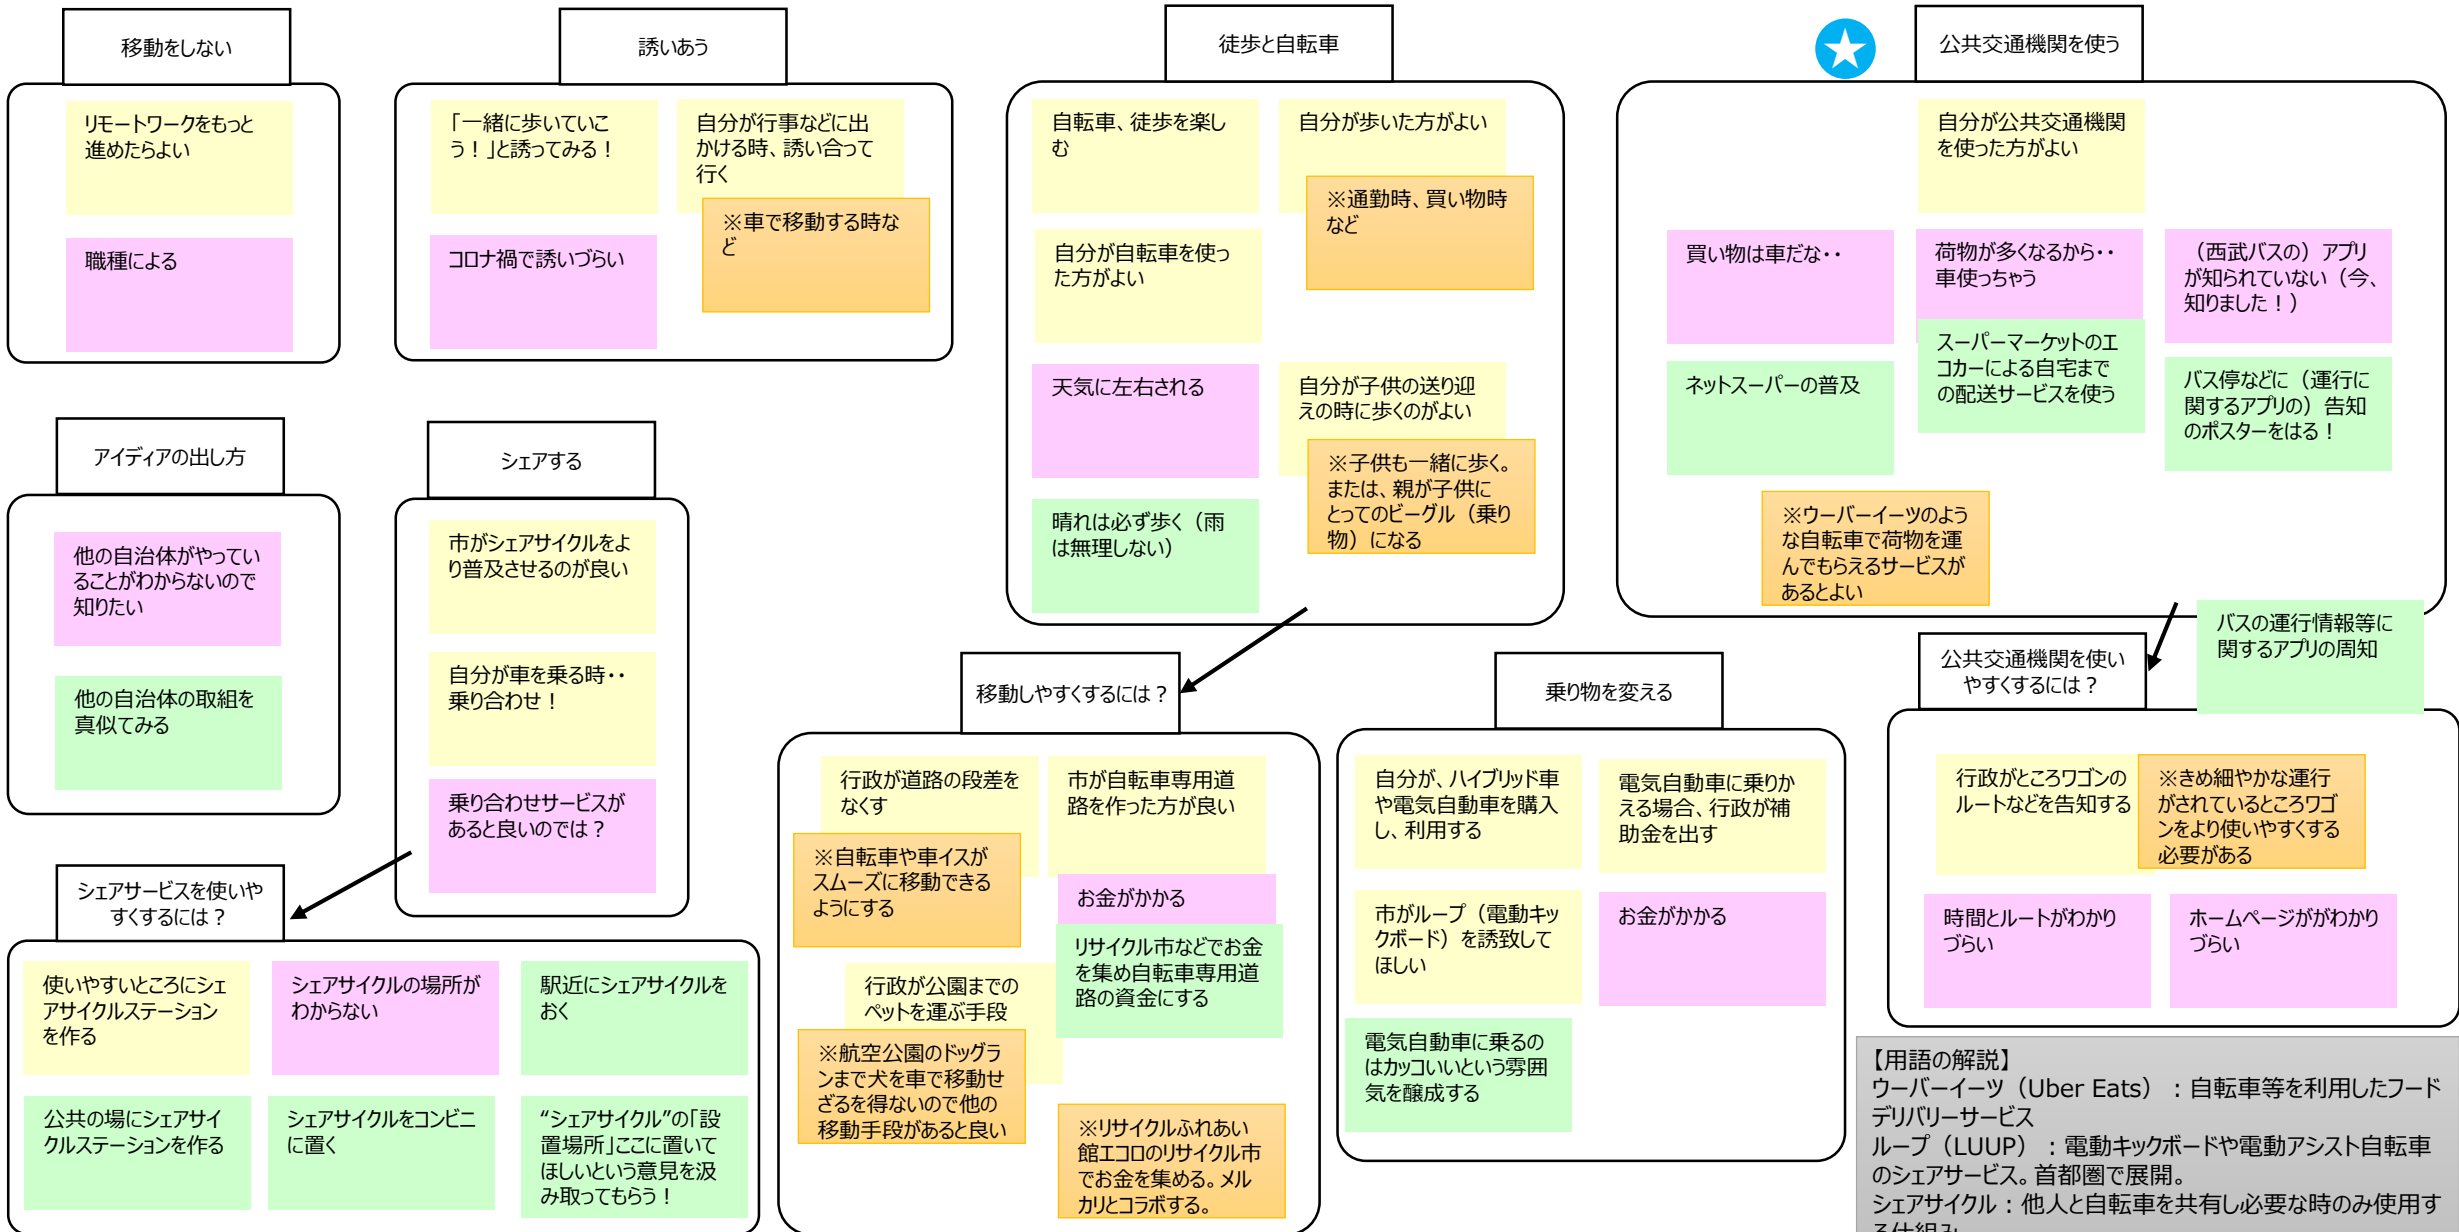 移動をしない
リモートワークをもっと
進めたらよい
職種による
誘いあう
「一緒に歩いていこ
う！」と誘ってみる！
自分が行事などに出
かける時、誘い合って
行く
※車で移動する時な
ど
コロナ禍で誘いづらい
徒歩と自転車
自転車、徒歩を楽し
む
自分が歩いた方がよい
※通勤時、買い物時
など
自分が自転車を使っ
た方がよい
天気に左右される
自分が子供の送り迎
えの時に歩くのがよい
※子供も一緒に歩く。
または、親が子供に
とってのビーグル（乗り
物）になる
晴れは必ず歩く（雨
は無理しない）
公共交通機関を使う
自分が公共交通機関
を使った方がよい
買い物は車だな・・
荷物が多くなるから・・
車使っちゃう
（西武バスの）アプリ
が知られていない（今、
知りました！）
ネットスーパーの普及
スーパーマーケットのエ
コカーによる自宅まで
の配送サービスを使う
バス停などに（運行に
関するアプリの）告知
のポスターをはる！
※ウーバーイーツのよう
な自転車で荷物を運
んでもらえるサービスが
あるとよい
アイディアの出し方
他の自治体がやってい
ることがわからないので
知りたい
他の自治体の取組を
真似てみる
シェアする
市がシェアサイクルをよ
り普及させるのが良い
自分が車を乗る時・・
乗り合わせ！
乗り合わせサービスが
あると良いのでは？
シェアサービスを使いや
すくするには？
使いやすいところにシェ
アサイクルステーション
を作る
シェアサイクルの場所が
わからない
駅近にシェアサイクルを
おく
公共の場にシェアサイ
クルステーションを作る
シェアサイクルをコンビニ
に置く
“シェアサイクル”の「設
置場所」ここに置いて
ほしいという意見を汲
み取ってもらう！
移動しやすくするには？
行政が道路の段差を
なくす
市が自転車専用道
路を作った方が良い
※自転車や車イスが
スムーズに移動できる
ようにする
お金がかかる
リサイクル市などでお金
を集め自転車専用道
路の資金にする
行政が公園までの
ペットを運ぶ手段
※航空公園のドッグラ
ンまで犬を車で移動せ
ざるを得ないので他の
移動手段があると良い
※リサイクルふれあい
館エコロのリサイクル市
でお金を集める。メル
カリとコラボする。
乗り物を変える
自分が、ハイブリッド車
や電気自動車を購入
し、利用する
電気自動車に乗りか
える場合、行政が補
助金を出す
市がループ（電動キッ
クボード）を誘致して
ほしい
お金がかかる
電気自動車に乗るの
はカッコいいという雰囲
気を醸成する
公共交通機関を使い
やすくするには？
バスの運行情報等に
関するアプリの周知
行政がところワゴンの
ルートなどを告知する
※きめ細やかな運行
がされているところワゴ
ンをより使いやすくする
必要がある
時間とルートがわかり
づらい
ホームページががわかり
づらい
【用語の解説】
ウーバーイーツ（Uber Eats）：自転車等を利用したフード
デリバリーサービス
ループ（LUUP）：電動キックボードや電動アシスト自転車
のシェアサービス。首都圏で展開。
シェアサイクル：他人と自転車を共有し必要な時のみ使用す
る仕組み